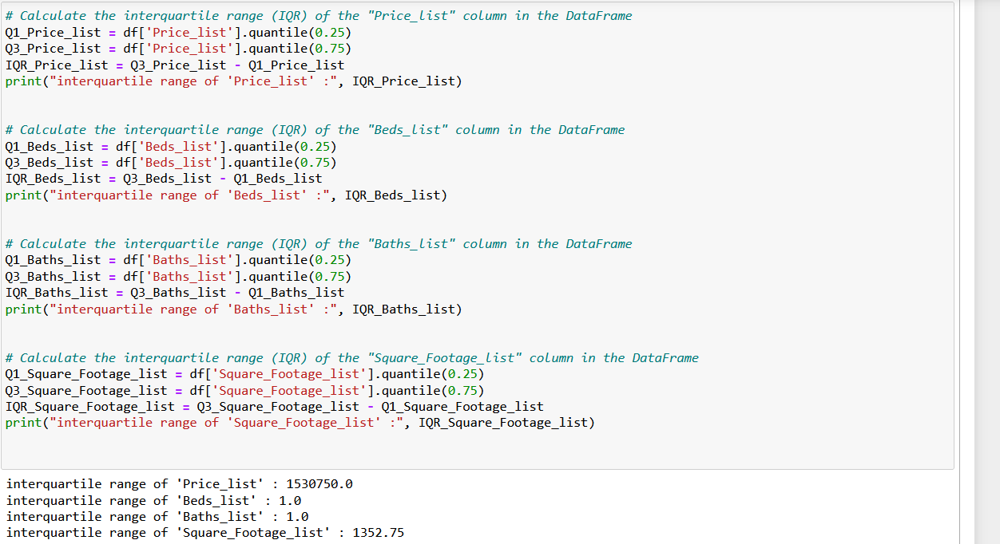 # Calculate the interquartile range (IQR) of the "Price_list" column in the DataFrame
Q1_Price_list = df['Price_list'].quantile(0.25)
Q3_Price_list = df['Price_list'].quantile(0.75)
IQR_Price_list = Q3_Price_list - Q1_Price_list
print("interquartile range of 'Price_list' :", IQR_Price_list)
# Calculate the interquartile range (IQR) of the "Beds_list" column in the DataFrame
Q1_Beds_list = df['Beds_list'].quantile(0.25)
Q3_Beds_list = df['Beds_list'].quantile(0.75)
IQR_Beds_list = Q3_Beds_list - Q1_Beds_list
print("interquartile range of 'Beds_list' :", IQR_Beds_list)
# Calculate the interquartile range (IQR) of the "Baths_list" column in the DataFrame
Q1_Baths_list = df['Baths_list'].quantile(0.25)
Q3_Baths_list = df['Baths_list'].quantile(0.75)
IQR_Baths_list = Q3_Baths_list - Q1_Baths_list
print("interquartile range of 'Baths_list' :", IQR_Baths_list)
# Calculate the interquartile range (IQR) of the "Square_Footage_list" column in the DataFrame
Q1_Square_Footage_list = df['Square_Footage_list'].quantile(0.25)
Q3_Square_Footage_list = df['Square_Footage_list'].quantile(0.75)
IQR_Square_Footage_list = Q3_Square_Footage_list - Q1_Square_Footage_list
print("interquartile range of 'Square_Footage_list' :", IQR_Square_Footage_list)
interquartile range of 'Price_list' : 1530750.0
interquartile range of 'Beds_list' : 1.0
interquartile range of 'Baths_list' : 1.0
interquartile range of 'Square_Footage_list' : 1352.75